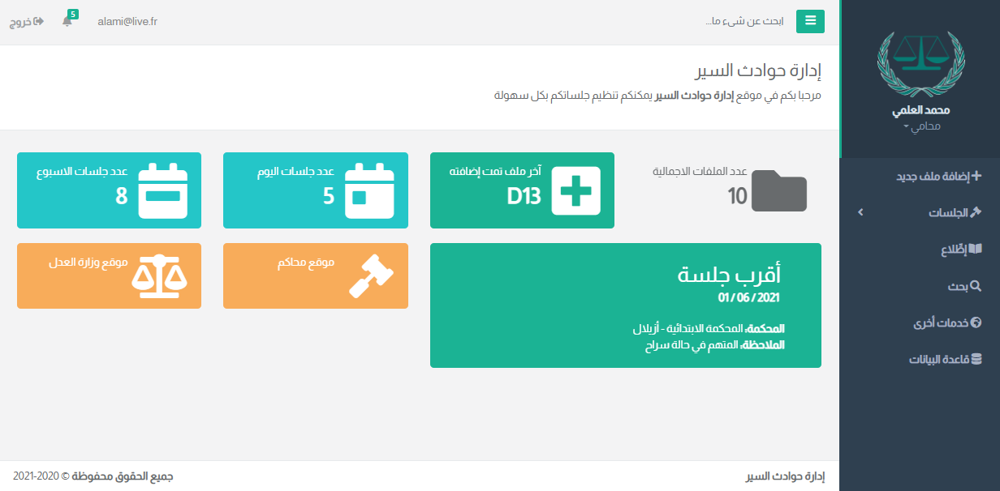 محمد العلمي
محامي
إضافة ملف جديد
الجلسات
إطّلاع
بحث
خدمات أخرى
قاعدة البيانات
ابحث عن شيء ما...
alami@live.fr
5
خروج
إدارة حوادث السير
مرحبا بكم في موقع إدارة حوادث السير يمكنكم تنظيم جلساتكم بكل سهولة
عدد الملفات الاجمالية
10
آخر ملف تمت إضافته
D13
عدد جلسات اليوم
5
عدد جلسات الاسبوع
8
أقرب جلسة
01 / 06 / 2021
المحكمة: المحكمة الابتدائية - أزيلال
الملاحظة: المتهم في حالة سراح
موقع محاكم
موقع وزارة العدل
إدارة حوادث السير
جميع الحقوق محفوظة © 2020-2021